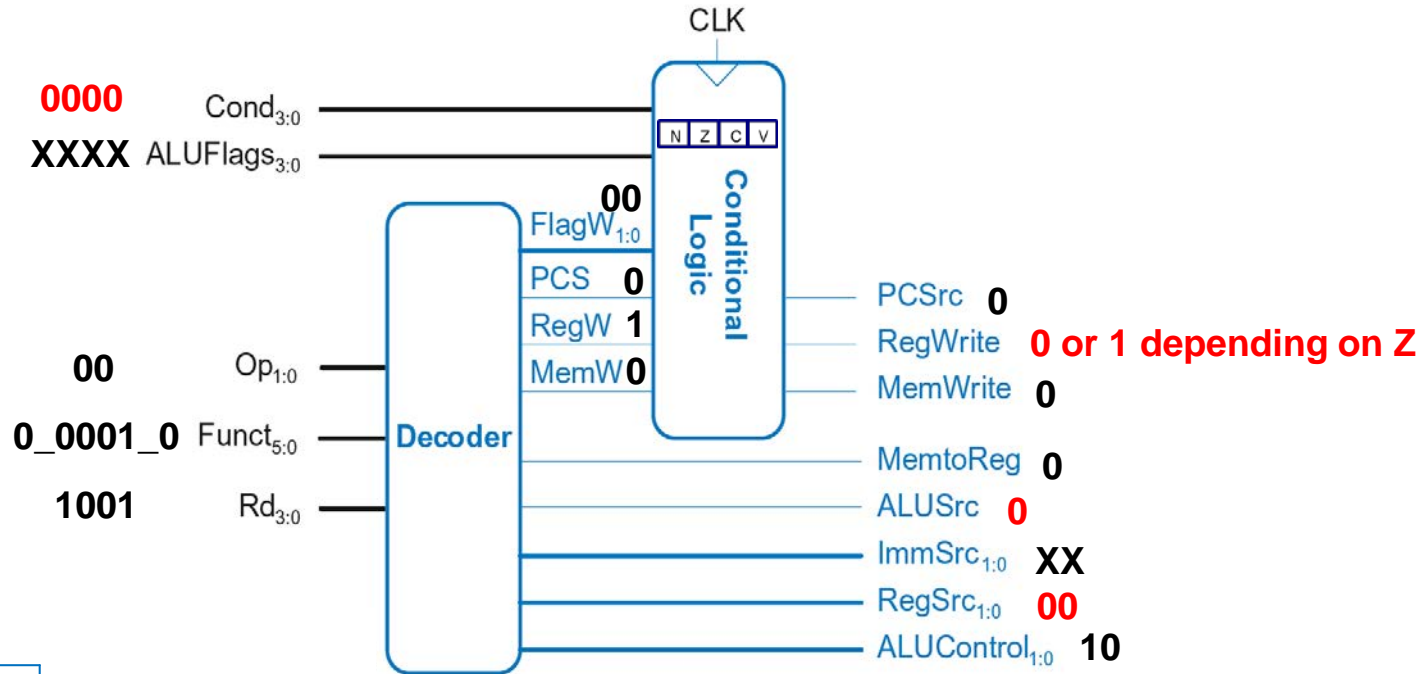 CLK
0000 Cond3:0
XXXX ALUFlags3:0
N Z C V
Conditional
Logic
00
FlagW1:0
PCS 0
RegW 1
MemW 0
PCSrc 0
RegWrite 0 or 1 depending on Z
MemWrite 0
00 Op1:0
0_0001_0 Funct5:0
1001 Rd3:0
Decoder
MemtoReg 0
ALUSrc 0
ImmSrc1:0 XX
RegSrc1:0 00
ALUControl1:0 10